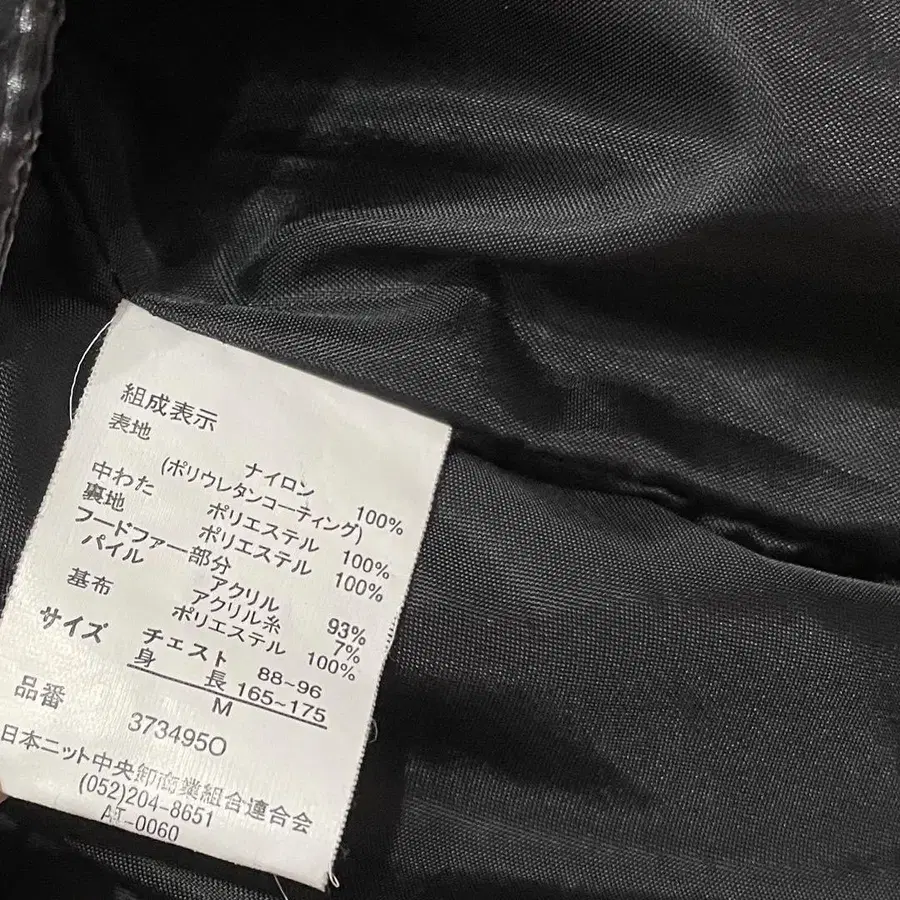 組成表示
表地
ナイロン 100%
(ポリウレタンコーティング)
中わた ポリエステル 100%
裏地 ポリエステル 100%
フードファー部分
パイル アクリル 93%
アクリル糸 7%
基布 ポリエステル 100%
サイズ チェスト 88~96
身長 165~175
M
品番 373495O
日本ニット中央卸商業組合連合会
(052)204-8651
AT-0060